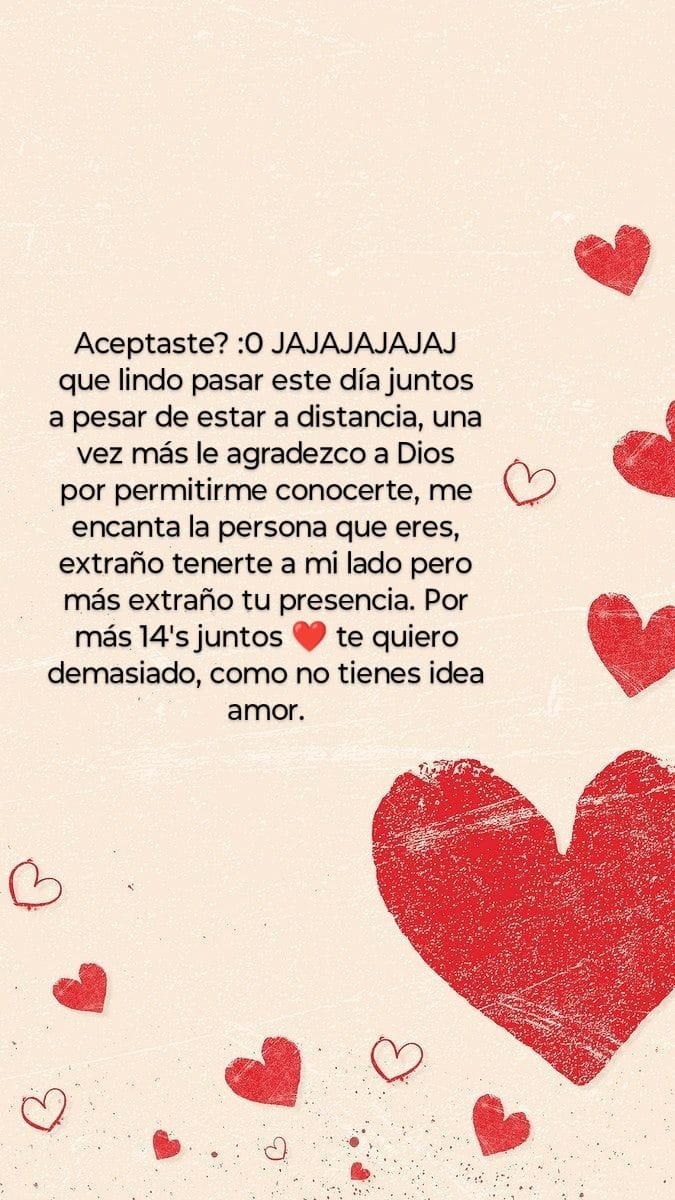 Aceptaste? :0 JAJAJAJAJAJ
que lindo pasar este día juntos
a pesar de estar a distancia, una
vez más le agradezco a Dios
por permitirme conocerte, me
encanta la persona que eres,
extraño tenerte a mi lado pero
más extraño tu presencia. Por
más 14's juntos ❤️ te quiero
demasiado, como no tienes idea
amor.